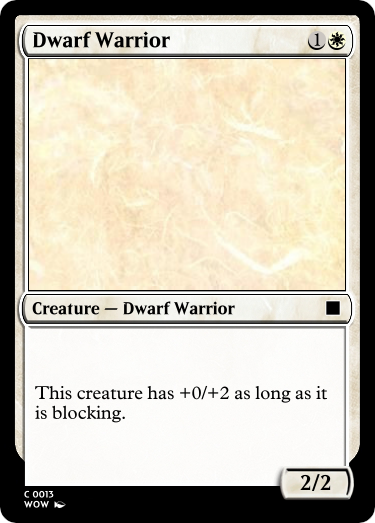 Dwarf Warrior 1
Creature — Dwarf Warrior
This creature has +0/+2 as long as it
is blocking.
2/2
C 0013
WOW